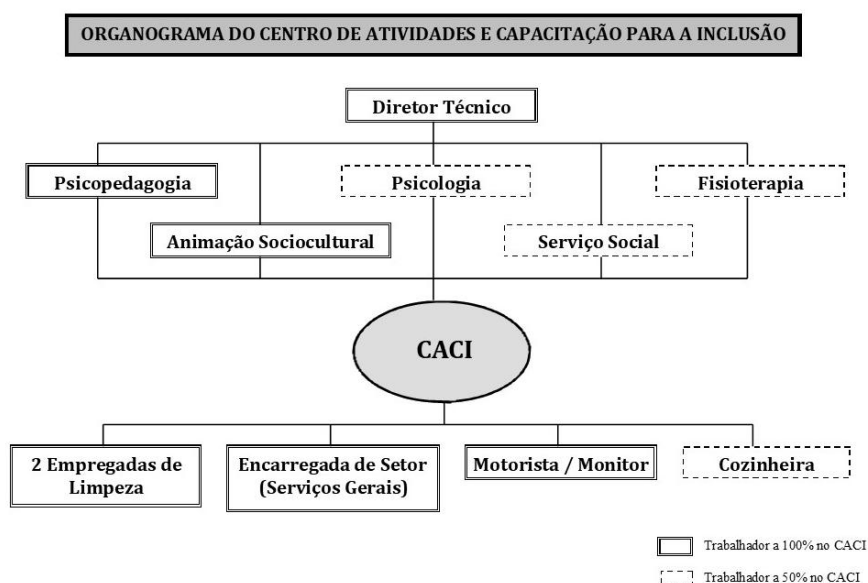 ORGANOGRAMA DO CENTRO DE ATIVIDADES E CAPACITAÇÃO PARA A INCLUSÃO
Diretor Técnico
Psicopedagogia
Psicologia
Fisioterapia
Animação Sociocultural
Serviço Social
CACI
2 Empregadas de
Limpeza
Encarregada de Setor
(Serviços Gerais)
Motorista / Monitor
Cozinheira
Trabalhador a 100% no CACI
Trabalhador a 50% no CACI